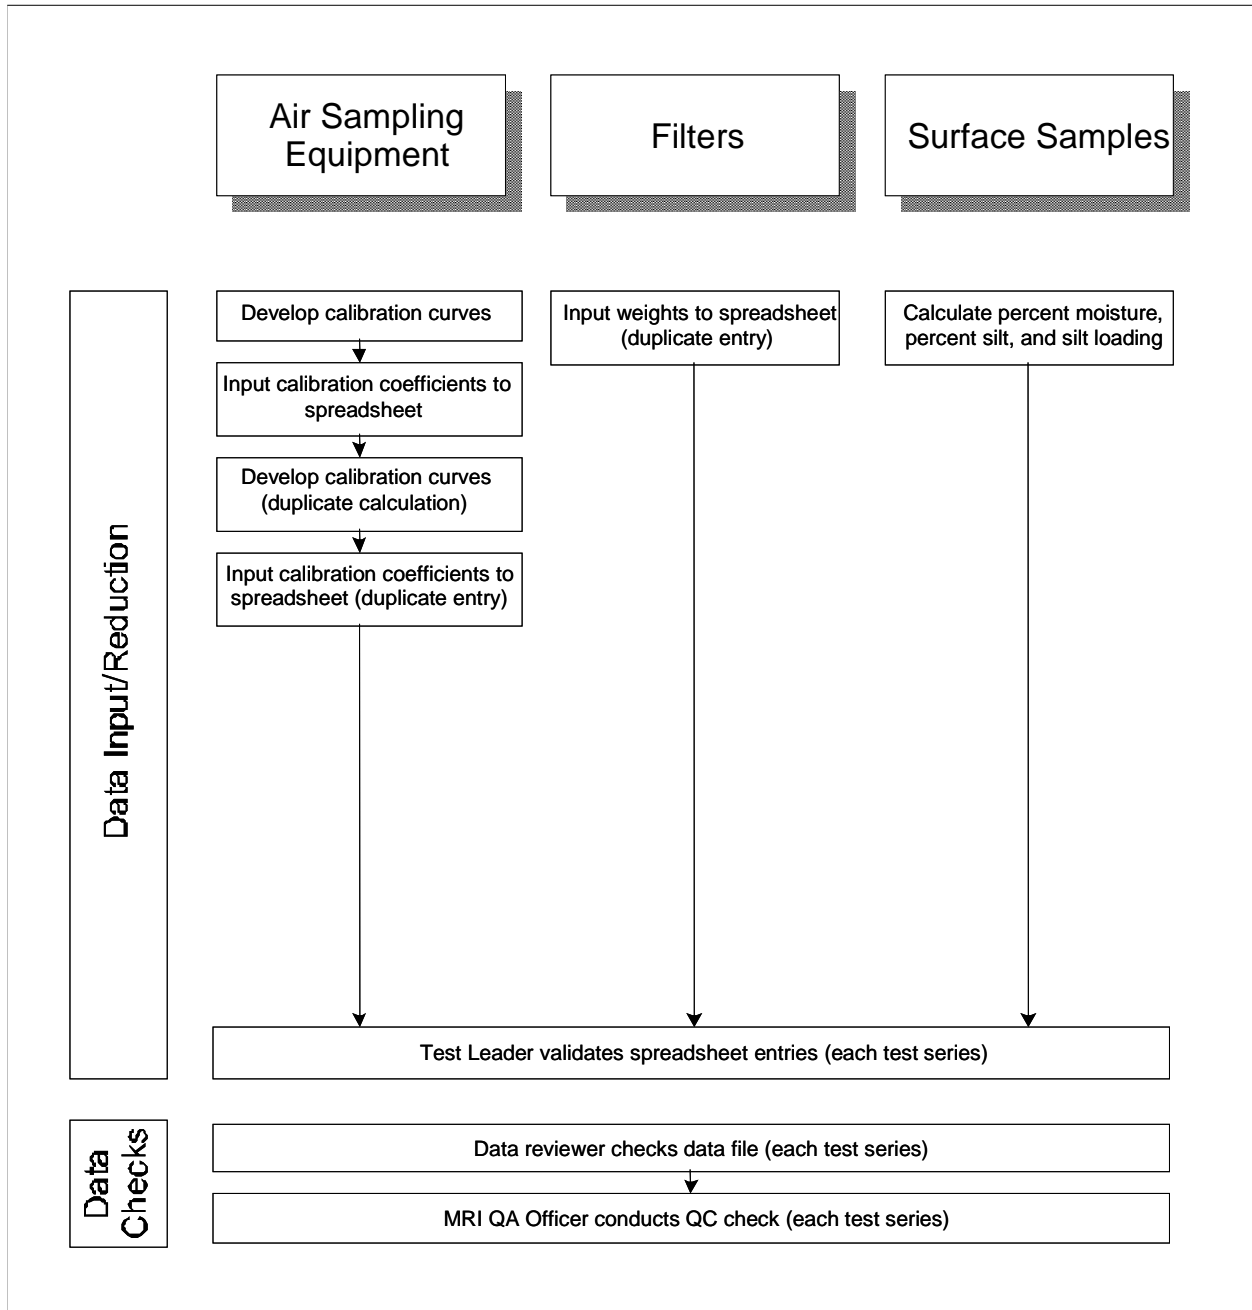 Air Sampling
Equipment
Filters
Surface Samples
Data Input/Reduction
Develop calibration curves
Input calibration coefficients to
spreadsheet
Develop calibration curves
(duplicate calculation)
Input calibration coefficients to
spreadsheet (duplicate entry)
Input weights to spreadsheet
(duplicate entry)
Calculate percent moisture,
percent silt, and silt loading
Test Leader validates spreadsheet entries (each test series)
Data
Checks
Data reviewer checks data file (each test series)
MRI QA Officer conducts QC check (each test series)